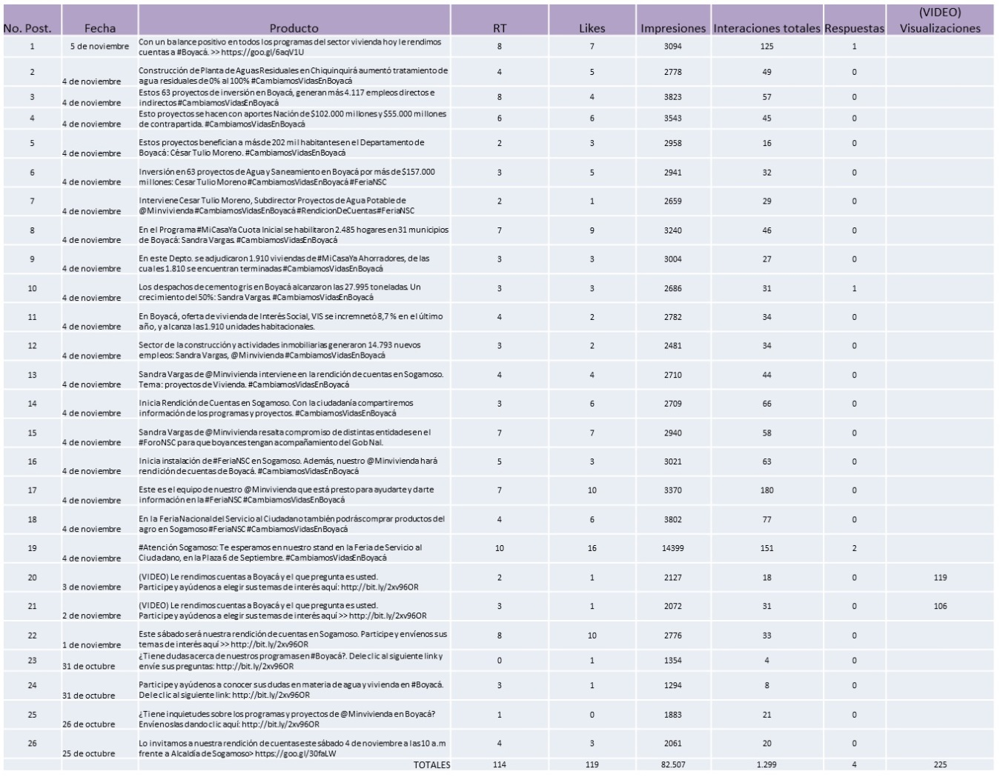 (VIDEO)
No. Post. Fecha Producto RT Likes Impresiones Interaciones totales Respuestas Visualizaciones
1 5 de noviembre Con un balance positivo en todos los programas del sector vivienda hoy le rendimos
cuentas a #Boyacá. >> https://goo.gl/6aqV1U 8 7 3094 125 1
2 4 de noviembre Construcción de Planta de Aguas Residuales en Chiquinquirá aumentó tratamiento de
agua residuales de 0% al 100% #CambiamosVidasEnBoyacá 4 5 2778 49 0
3 4 de noviembre Estos 63 proyectos de inversión en Boyacá, generan más 4.117 empleos directos e
indirectos #CambiamosVidasEnBoyacá 8 4 3823 57 0
4 4 de noviembre Esto proyectos se hacen con aportes Nación de $102.000 millones y $55.000 millones
de contrapartida. #CambiamosVidasEnBoyacá 6 6 3543 45 0
5 4 de noviembre Estos proyectos benefician a más de 202 mil habitantes en el Departamento de
Boyacá: César Tulio Moreno. #CambiamosVidasEnBoyacá 2 3 2958 16 0
6 4 de noviembre Inversión en 63 proyectos de Agua y Saneamiento en Boyacá por más de $157.000
millones: Cesar Tulio Moreno #CambiamosVidasEnBoyacá #FeriaNSC 3 5 2941 32 0
7 4 de noviembre Interviene Cesar Tulio Moreno, Subdirector Proyectos de Agua Potable de
@Minvivienda #CambiamosVidasEnBoyacá #RendicionDeCuentas #FeriaNSC 2 1 2659 29 0
8 4 de noviembre En el Programa #MiCasaYa Cuota Inicial se habilitaron 2.485 hogares en 31 municipios
de Boyacá: Sandra Vargas. #CambiamosVidasEnBoyacá 7 9 3240 46 0
9 4 de noviembre En este Depto. se adjudicaron 1.910 viviendas de #MiCasaYa Ahorradores, de las
cuales 1.810 se encuentran terminadas #CambiamosVidasEnBoyacá 3 3 3004 27 0
10 4 de noviembre Los despachos de cemento gris en Boyacá alcanzaron las 27.995 toneladas. Un
crecimiento del 50%: Sandra Vargas. #CambiamosVidasEnBoyacá 3 3 2686 31 1
11 4 de noviembre En Boyacá, oferta de vivienda de Interés Social, VIS se incremnetó 8,7 % en el último
año, y alcanza las 1.910 unidades habitacionales. 4 2 2782 34 0
12 4 de noviembre Sector de la construcción y actividades inmobiliarias generaron 14.793 nuevos
empleos: Sandra Vargas, @Minvivienda #CambiamosVidasEnBoyacá 3 2 2481 34 0
13 4 de noviembre Sandra Vargas de @Minvivienda interviene en la rendición de cuentas en Sogamoso.
Tema: proyectos de Vivienda. #CambiamosVidasEnBoyacá 4 4 2710 44 0
14 4 de noviembre Inicia Rendición de Cuentas en Sogamoso. Con la ciudadanía compartiremos
información de los programas y proyectos. #CambiamosVidasEnBoyacá 3 6 2709 66 0
15 4 de noviembre Sandra Vargas de @Minvivienda resalta compromiso de distintas entidades en el
#ForoNSC para que boyances tengan acompañamiento del Gob Nal. 7 7 2940 58 0
16 4 de noviembre Inicia instalación de #FeriaNSC en Sogamoso. Además, nuestro @Minvivienda hará
rendición de cuentas de Boyacá. #CambiamosVidasEnBoyacá 5 3 3021 63 0
17 4 de noviembre Este es el equipo de nuestro @Minvivienda que está presto para ayudarte y darte
información en la #FeriaNSC #CambiamosVidasEnBoyacá 7 10 3370 180 0
18 4 de noviembre En la Feria Nacional del Servicio al Ciudadano también podrás comprar productos del
agro en Sogamoso #FeriaNSC #CambiamosVidasEnBoyacá 4 6 3802 77 0
19 4 de noviembre #Atención Sogamoso: Te esperamos en nuestro stand en la Feria de Servicio al
Ciudadano, en la Plaza 6 de Septiembre. #CambiamosVidasEnBoyacá 10 16 14399 151 2
20 3 de noviembre (VIDEO) Le rendimos cuentas a Boyacá y el que pregunta es usted.
Participe y ayúdenos a elegir sus temas de interés aquí: http://bit.ly/2xv96OR 2 1 2127 18 0 119
21 2 de noviembre (VIDEO) Le rendimos cuentas a Boyacá y el que pregunta es usted.
Participe y ayúdenos a elegir sus temas de interés aquí >> http://bit.ly/2xv96OR 3 1 2072 31 0 106
22 1 de noviembre Este sábado será nuestra rendición de cuentas en Sogamoso. Participe y envíenos sus
temas de interés aquí >> http://bit.ly/2xv96OR 8 10 2776 33 0
23 31 de octubre ¿Tiene dudas acerca de nuestros programas en #Boyacá?. Dele clic al siguiente link y
envíe sus preguntas: http://bit.ly/2xv96OR 0 1 1354 4 0
24 31 de octubre Participe y ayúdenos a conocer sus dudas en materia de agua y vivienda en #Boyacá.
Dele clic al siguiente link: http://bit.ly/2xv96OR 3 1 1294 8 0
25 26 de octubre ¿Tiene inquietudes sobre los programas y proyectos de @Minvivienda en Boyacá?
Envíenoslas dando clic aquí: http://bit.ly/2xv96OR 1 0 1883 21 0
26 25 de octubre Lo invitamos a nuestra rendición de cuentas este sábado 4 de noviembre a las 10 a.m
frente a Alcaldía de Sogamoso> https://goo.gl/30faLW 4 3 2061 20 0
TOTALES 114 119 82.507 1.299 4 225